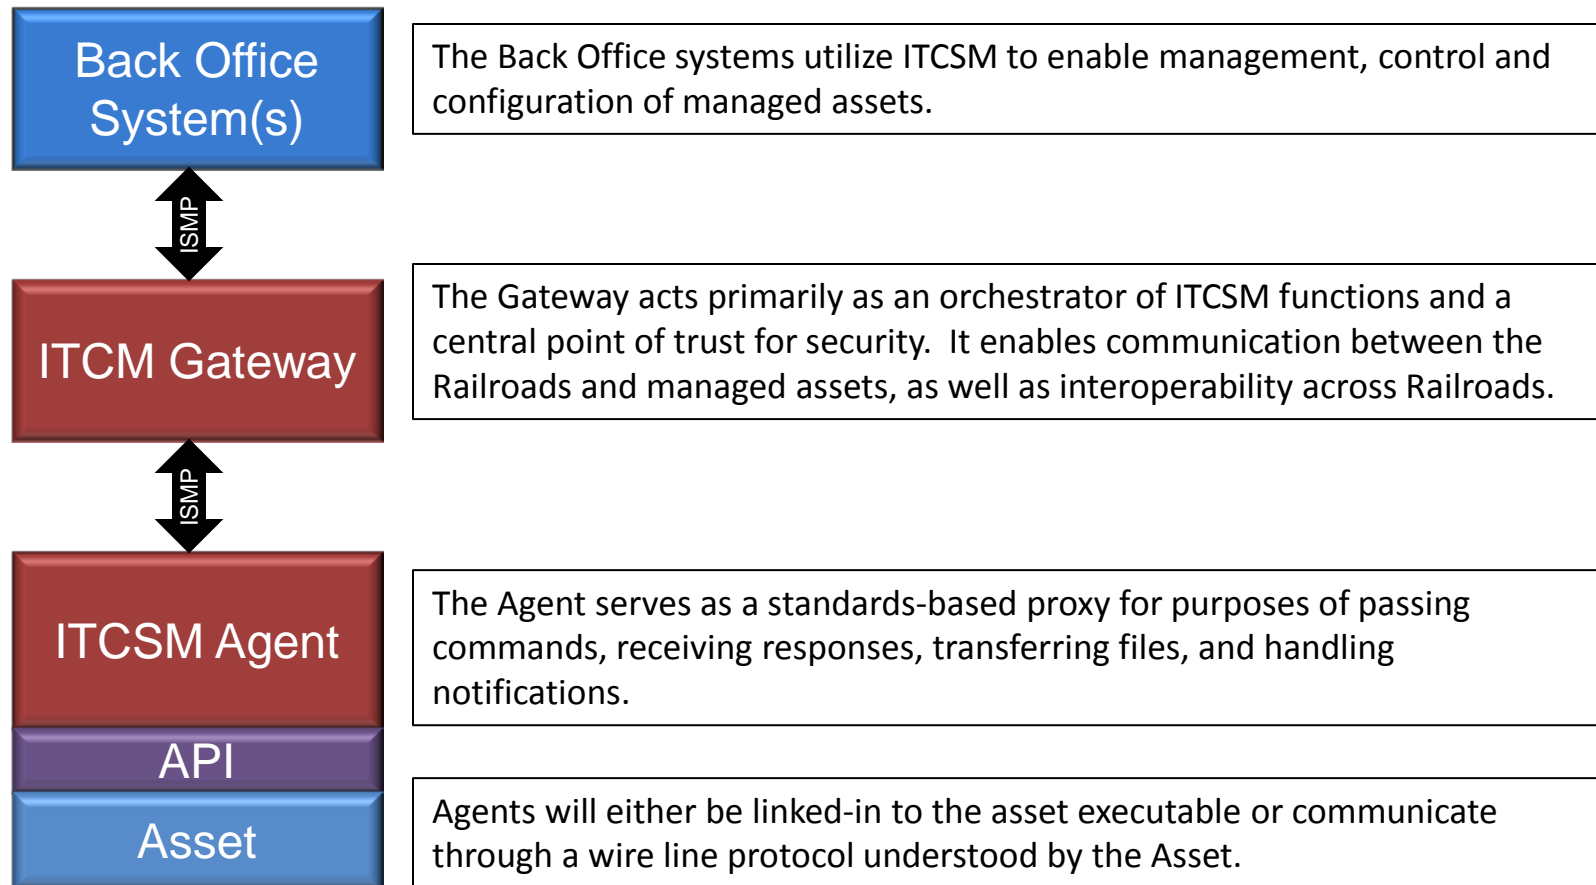 Back Office
System(s)
The Back Office systems utilize ITCSM to enable management, control and
configuration of managed assets.
ISMP
ITCM Gateway
The Gateway acts primarily as an orchestrator of ITCSM functions and a
central point of trust for security.  It enables communication between the
Railroads and managed assets, as well as interoperability across Railroads.
ISMP
ITCSM Agent
The Agent serves as a standards-based proxy for purposes of passing
commands, receiving responses, transferring files, and handling
notifications.
API
Asset
Agents will either be linked-in to the asset executable or communicate
through a wire line protocol understood by the Asset.